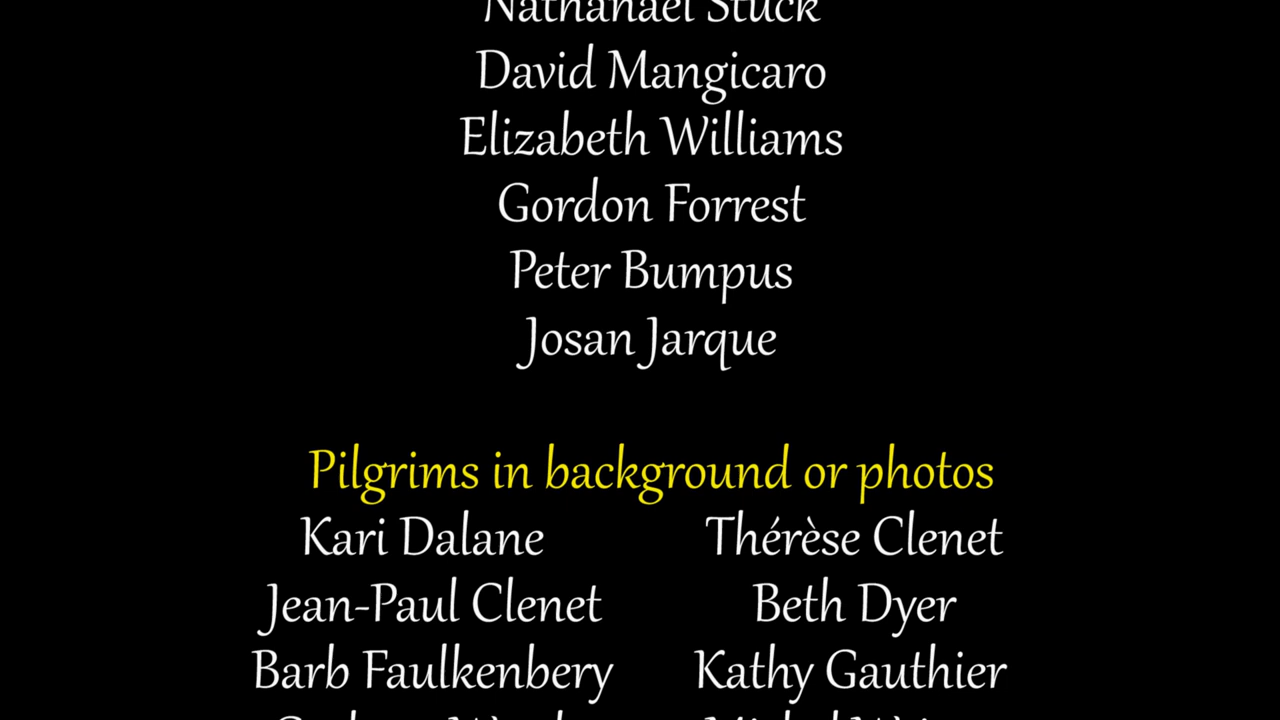 Nathanael Stuck
David Mangicaro
Elizabeth Williams
Gordon Forrest
Peter Bumpus
Josan Jarque
Pilgrims in background or photos
Kari Dalane Thérèse Clenet
Jean-Paul Clenet Beth Dyer
Barb Faulkenbery Kathy Gauthier